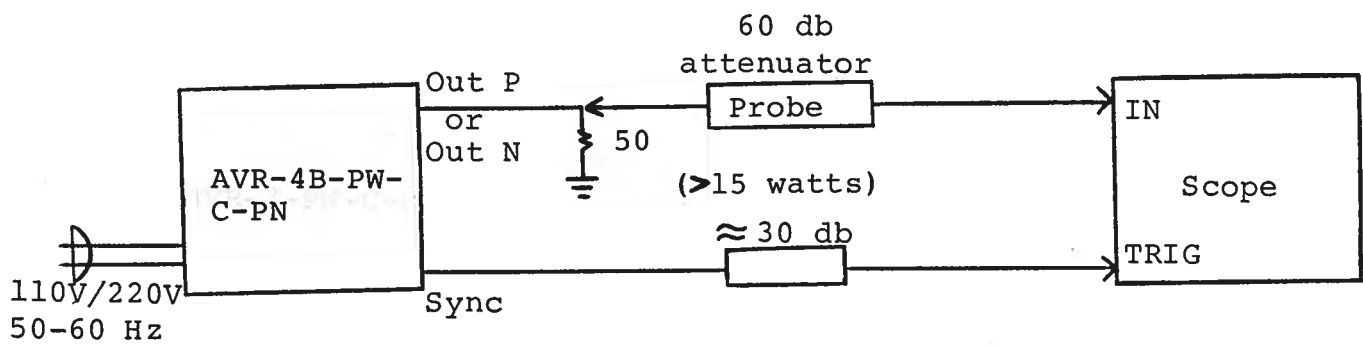 60 db
attenuator
Probe
Out P
or
Out N
50
(>15 watts)
≈ 30 db
AVR-4B-PW-
C-PN
IN
Scope
TRIG
Sync
110V/220V
50-60 Hz